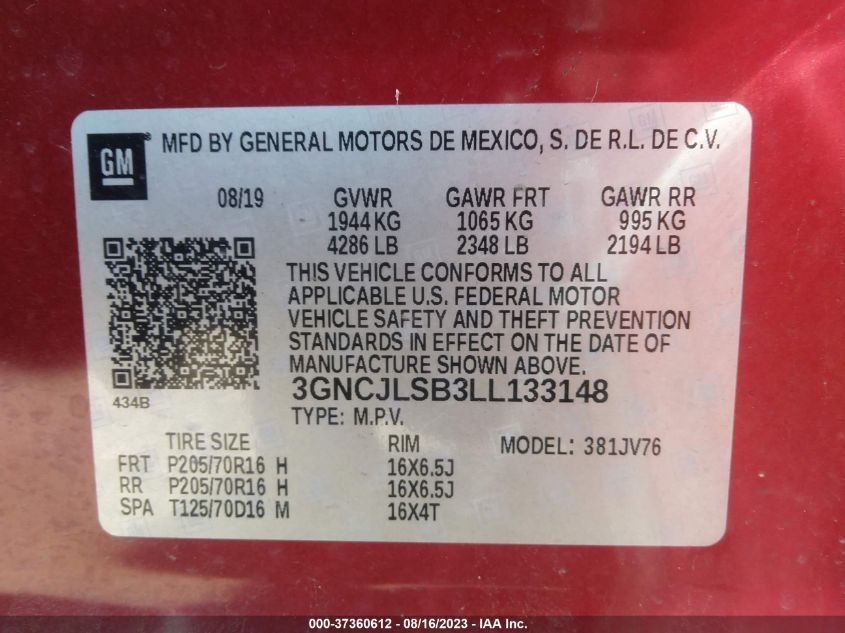 GM
® MFD BY GENERAL MOTORS DE MEXICO, S. DE R.L. DE C.V.
08/19 GVWR GAWR FRT GAWR RR
1944 KG 1065 KG 995 KG
4286 LB 2348 LB 2194 LB
THIS VEHICLE CONFORMS TO ALL
APPLICABLE U.S. FEDERAL MOTOR
VEHICLE SAFETY AND THEFT PREVENTION
STANDARDS IN EFFECT ON THE DATE OF
MANUFACTURE SHOWN ABOVE.
434B 3GNCJLSB3LL133148
TYPE: M.P.V.
TIRE SIZE RIM MODEL: 381JV76
FRT P205/70R16 H 16X6.5J
RR P205/70R16 H 16X6.5J
SPA T125/70D16 M 16X4T
000-37360612 - 08/16/2023 - IAA Inc.